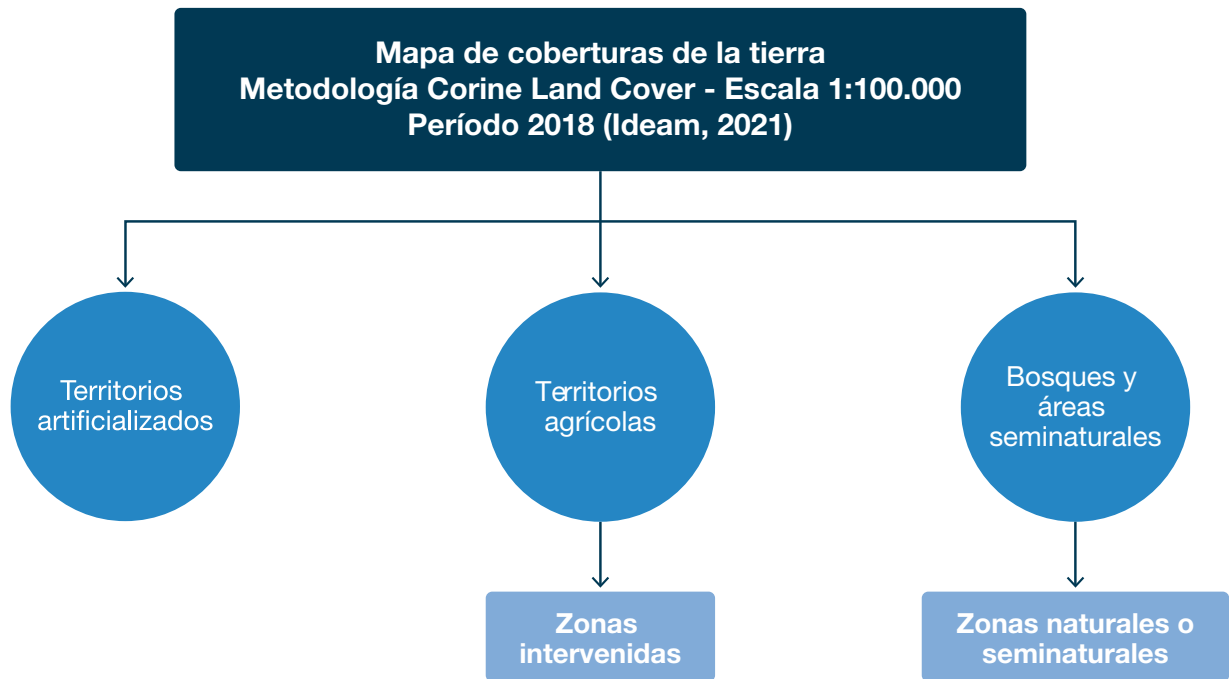 Mapa de coberturas de la tierra
Metodología Corine Land Cover - Escala 1:100.000
Período 2018 (Ideam, 2021)
Territorios
artificializados
Territorios
agrícolas
Bosques y
áreas
seminaturales
Zonas
intervenidas
Zonas naturales o
seminaturales